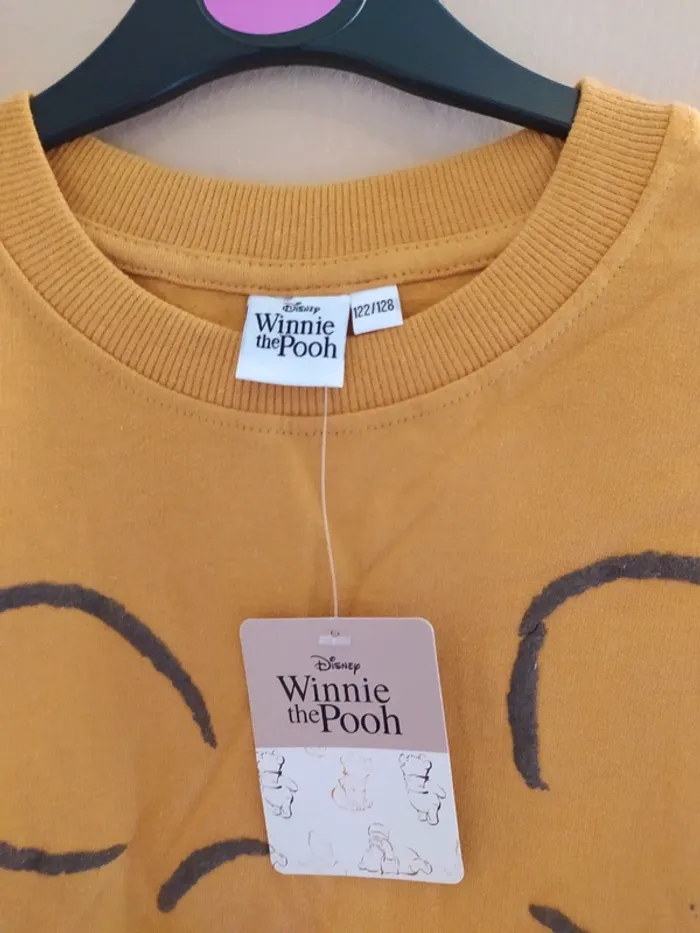 Disney
Winnie
the Pooh
122/128
Disney
Winnie
the Pooh